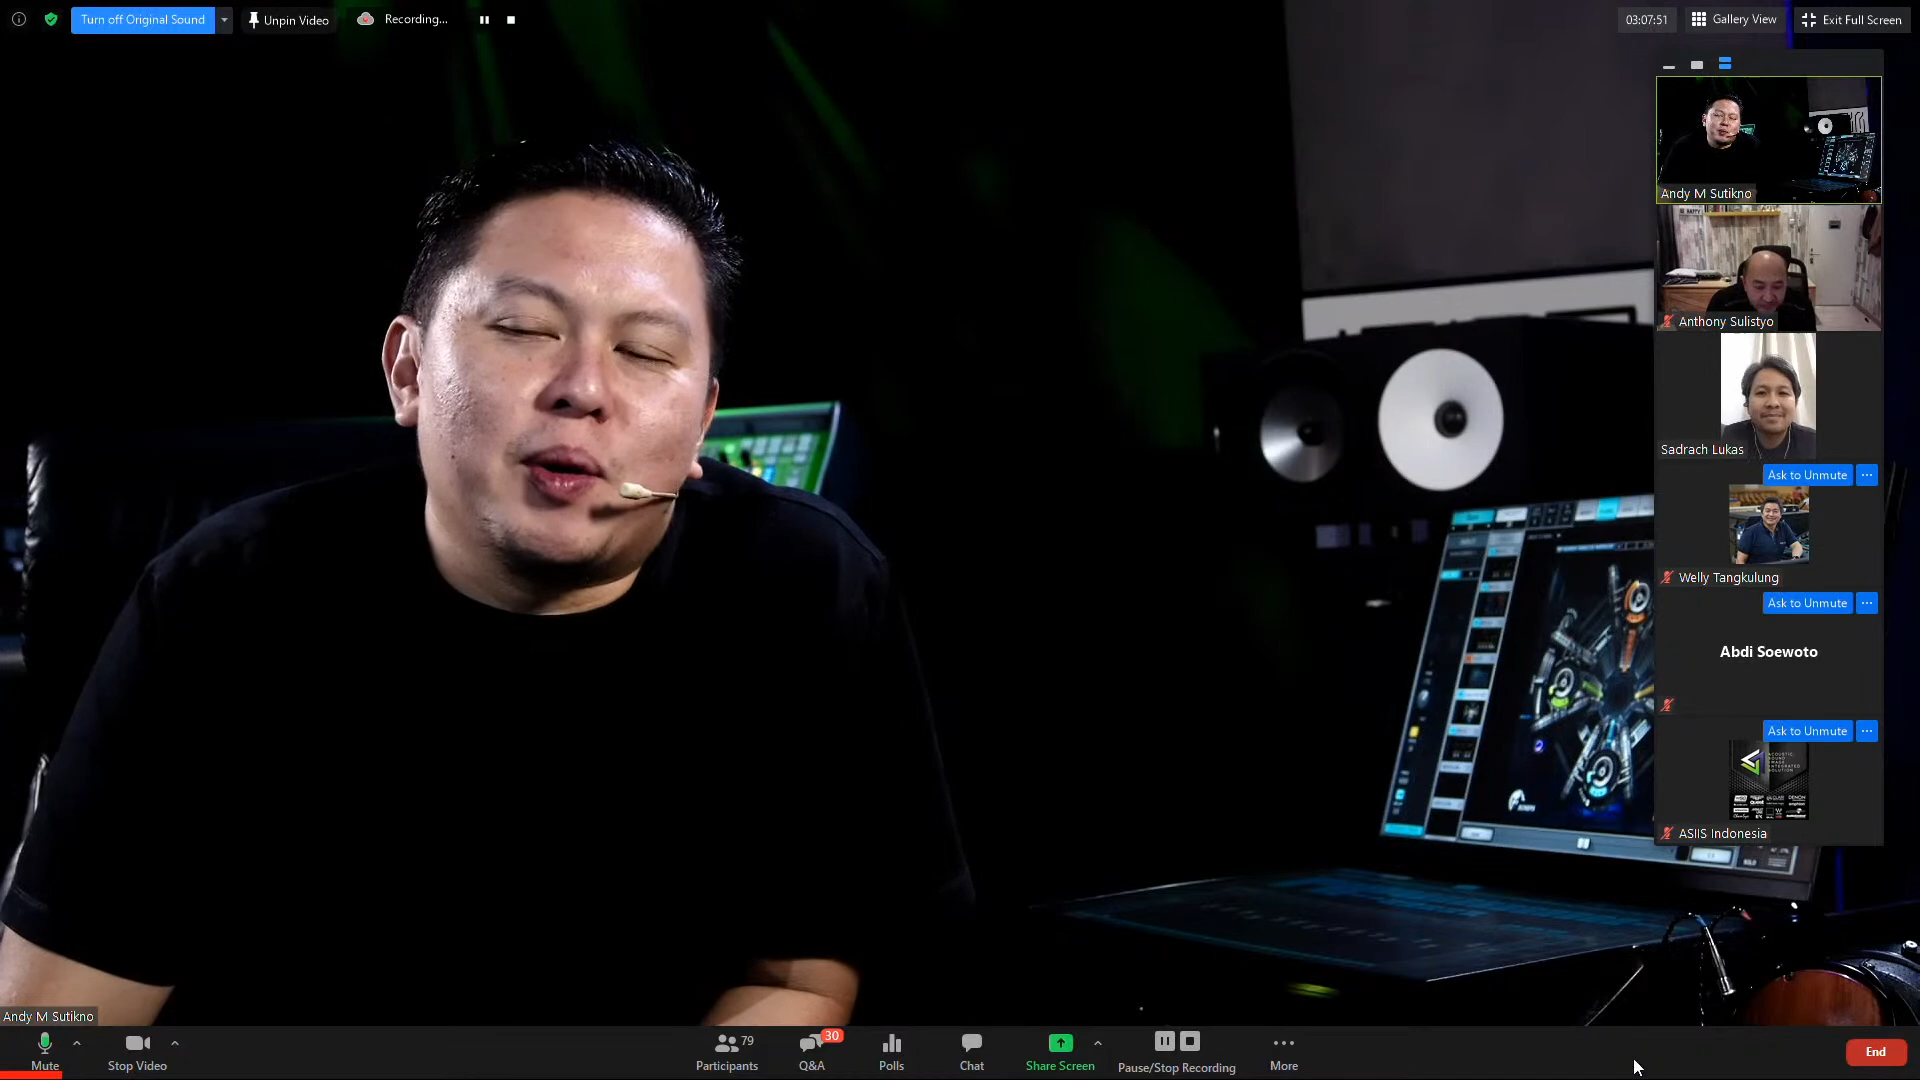 Turn off Original Sound
Unpin Video
Recording...
03:07:51
Gallery View
Exit Full Screen
Andy M Sutikno
Anthony Sulistyo
Sadrach Lukas
Ask to Unmute
Welly Tangkulung
Ask to Unmute
Abdi Soewoto
Ask to Unmute
ASIIS Indonesia
Andy M Sutikno
Mute
Stop Video
79
Participants
30
Q&A
Polls
Chat
Share Screen
Pause/Stop Recording
More
End